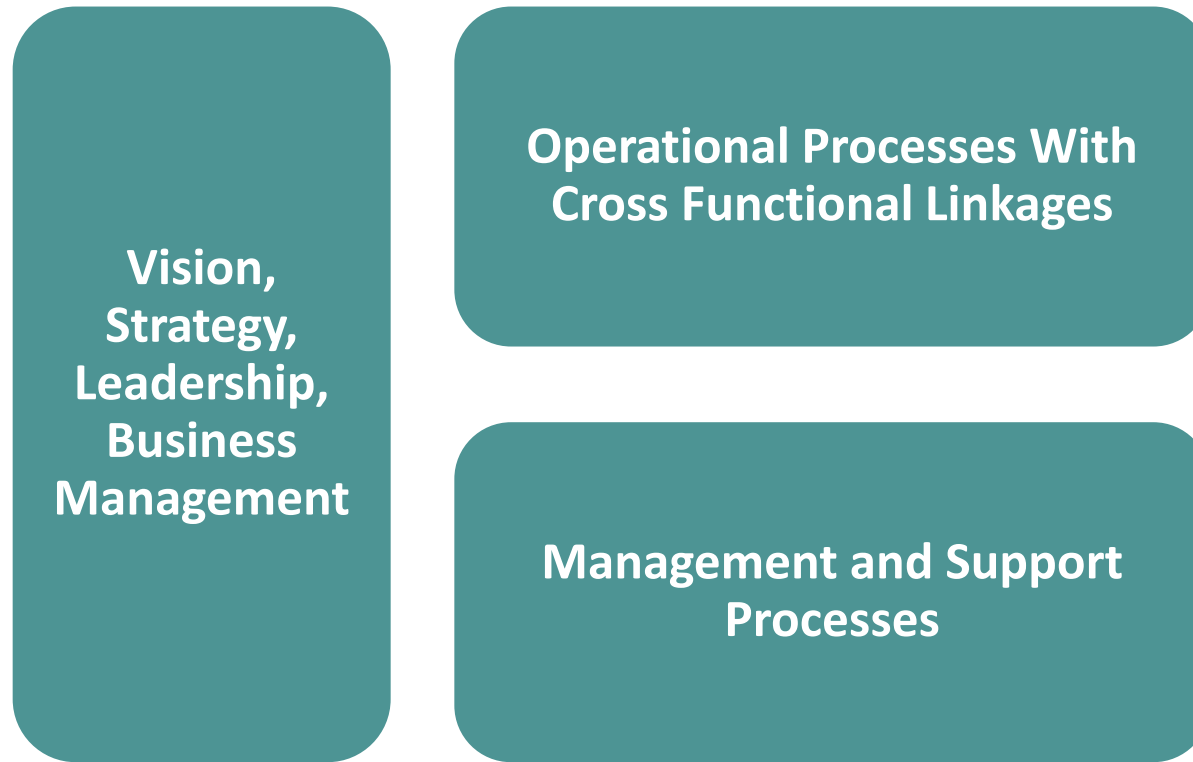 Vision,
Strategy,
Leadership,
Business
Management
Operational Processes With
Cross Functional Linkages
Management and Support
Processes